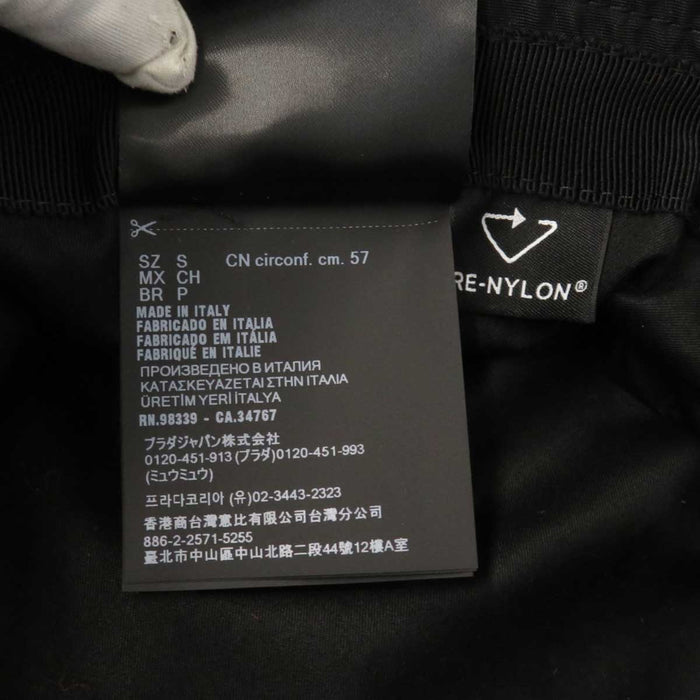 SZ S CN circonf. cm. 57
MX CH
BR P
MADE IN ITALY
FABRICADO EN ITALIA
FABRICADO EM ITÁLIA
FABRIQUÉ EN ITALIE
ПРОИЗВЕДЕНО В ИТАЛИЯ
ΚΑΤΑΣΚΕΥΑΖΕΤΑΙ ΣΤΗΝ ΙΤΑΛΙΑ
ÜRETİM YERİ İTALYA
RN.98339 - CA.34767
プラダジャパン株式会社
0120-451-913 (プラダ)0120-451-993
(ミュウミュウ)
프라다코리아 (유) 02-3443-2323
香港商台灣惠比有限公司台灣分公司
886-2-2571-5255
臺北市中山區中山北路二段44號12樓A室
RE-NYLON®